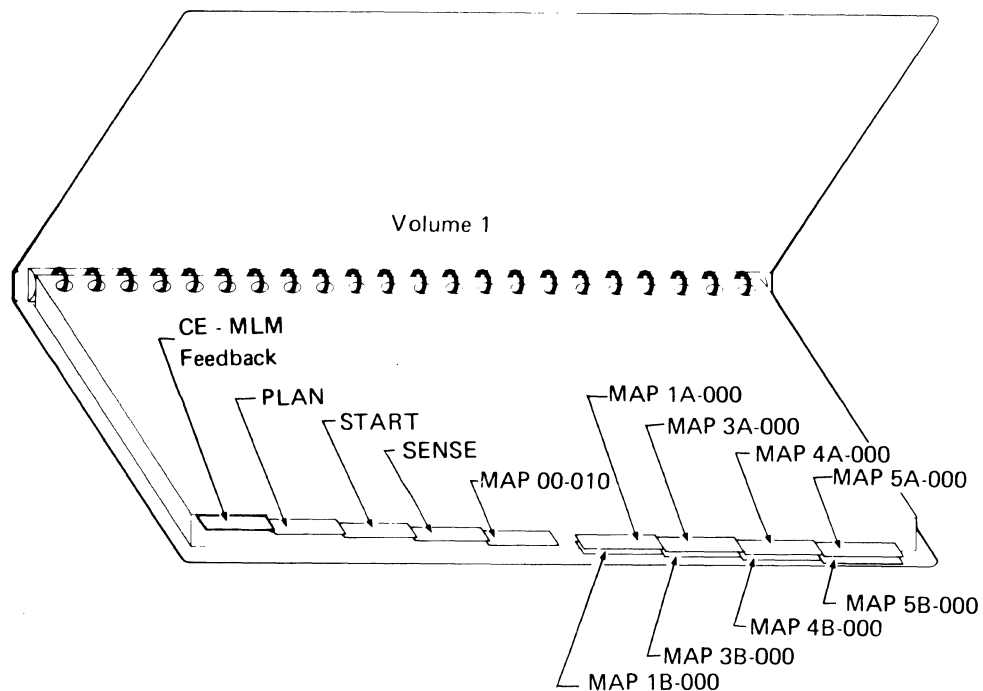 Volume 1
CE - MLM
Feedback
PLAN
START
SENSE
MAP 00-010
MAP 1A-000
MAP 3A-000
MAP 4A-000
MAP 5A-000
MAP 5B-000
MAP 4B-000
MAP 3B-000
MAP 1B-000